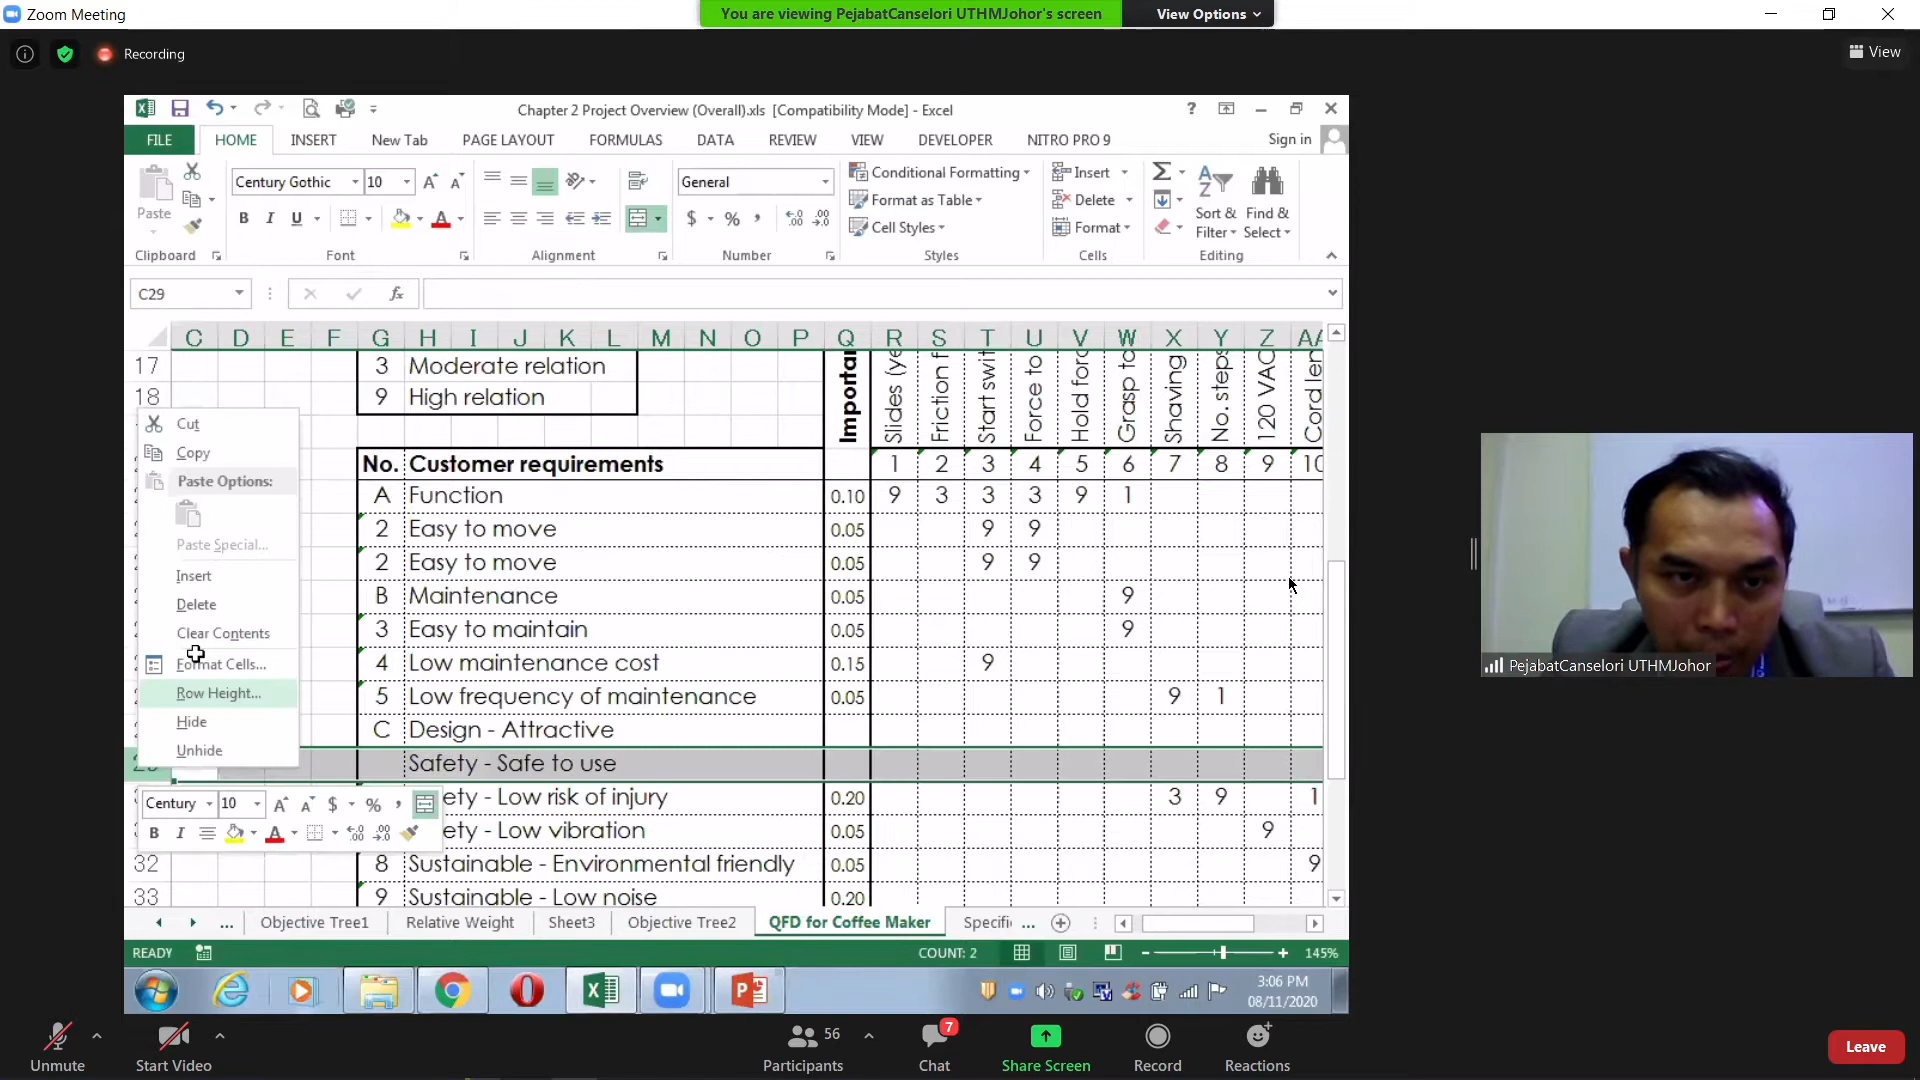 Zoom Meeting
You are viewing PejabatCanselori UTHMJohor's screen
View Options
Recording
View
Chapter 2 Project Overview (Overall).xls [Compatibility Mode] - Excel
FILE HOME INSERT New Tab PAGE LAYOUT FORMULAS DATA REVIEW VIEW DEVELOPER NITRO PRO 9 Sign in
Century Gothic 10 General Conditional Formatting Insert
Paste Format as Table Delete Sort & Find &
B I U $ % , Cell Styles Format Filter Select
Clipboard Font Alignment Number Styles Cells Editing
C29 fx
C D E F G H I J K L M N O P Q R S T U V W X Y Z AA
17 3 Moderate relation
18 9 High relation
Importa Slides (ye Friction f Start swit Force to Hold forc Grasp to Shaving No. steps 120 VAC Cord len
No. Customer requirements 1 2 3 4 5 6 7 8 9 10
A Function 0.10 9 3 3 3 9 1
2 Easy to move 0.05 9 9
2 Easy to move 0.05 9 9
B Maintenance 0.05 9
3 Easy to maintain 0.05 9
4 Low maintenance cost 0.15 9
5 Low frequency of maintenance 0.05 9 1
C Design - Attractive
Safety - Safe to use
ety - Low risk of injury 0.20 3 9 1
ety - Low vibration 0.05 9
32 8 Sustainable - Environmental friendly 0.05 9
33 9 Sustainable - Low noise 0.20
Cut
Copy
Paste Options:
Paste Special...
Insert
Delete
Clear Contents
Format Cells...
Row Height...
Hide
Unhide
Century 10 A A $ % ,
B I A
... Objective Tree1 Relative Weight Sheet3 Objective Tree2 QFD for Coffee Maker Specifi ...
READY COUNT: 2 145%
3:06 PM
08/11/2020
PejabatCanselori UTHMJohor
56 7
Unmute Start Video Participants Chat Share Screen Record Reactions Leave